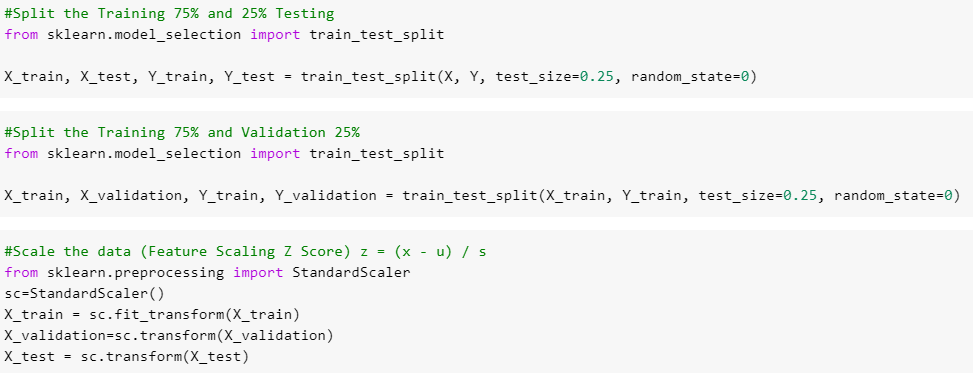 #Split the Training 75% and 25% Testing
from sklearn.model_selection import train_test_split
X_train, X_test, Y_train, Y_test = train_test_split(X, Y, test_size=0.25, random_state=0)
#Split the Training 75% and Validation 25%
from sklearn.model_selection import train_test_split
X_train, X_validation, Y_train, Y_validation = train_test_split(X_train, Y_train, test_size=0.25, random_state=0)
#Scale the data (Feature Scaling Z Score) z = (x - u) / s
from sklearn.preprocessing import StandardScaler
sc=StandardScaler()
X_train = sc.fit_transform(X_train)
X_validation=sc.transform(X_validation)
X_test = sc.transform(X_test)